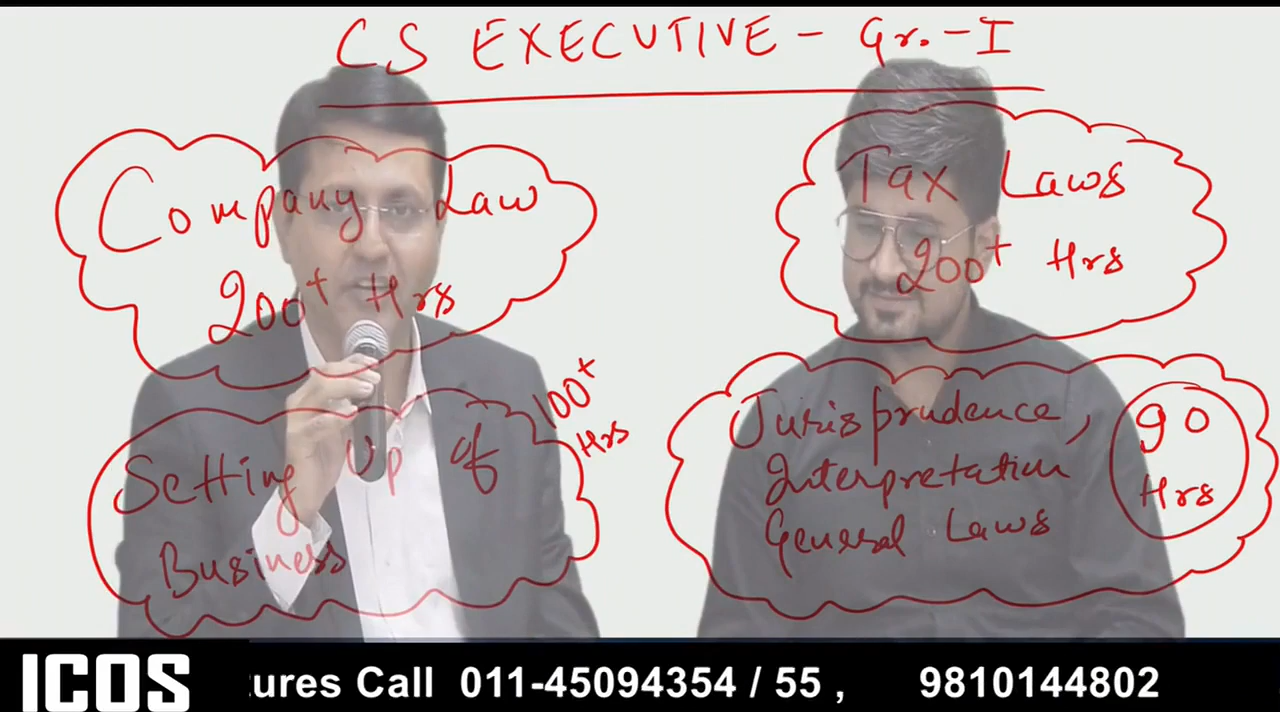 CS EXECUTIVE - Gr. - I
Company Law
200+ Hrs
Tax Laws
200+ Hrs
Setting Up of
Business
100+
Hrs
Jurisprudence,
Interpretation
General Laws
90
Hrs
ICOS
ures Call 011-45094354 / 55 , 9810144802